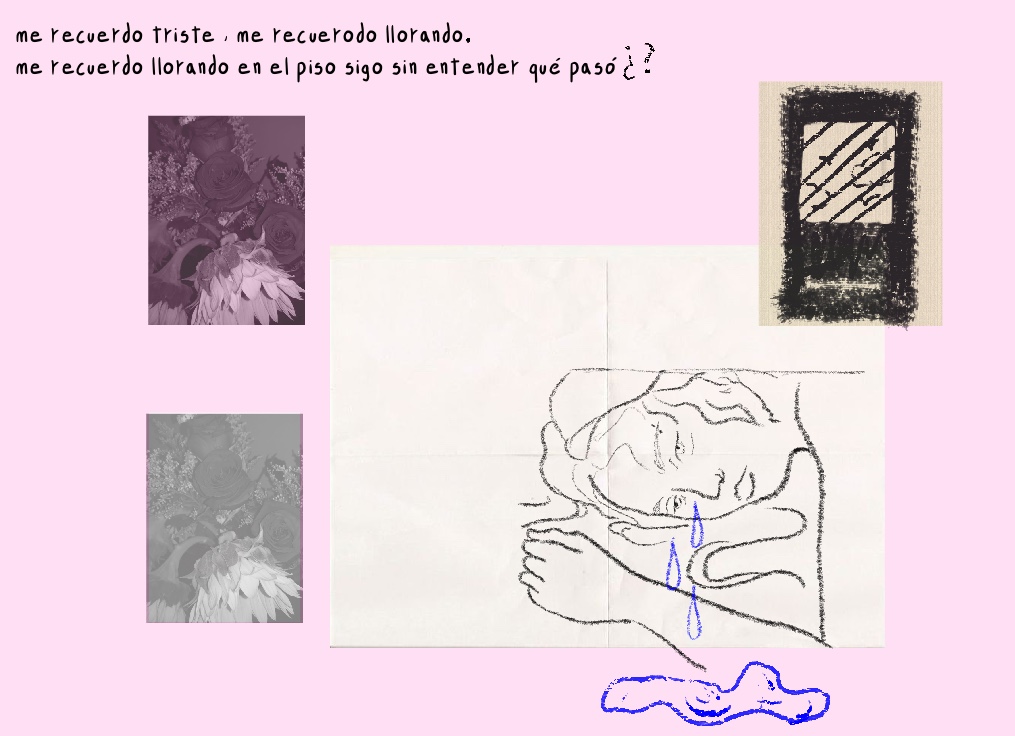 me recuerdo triste , me recuerodo llorando.
me recuerdo llorando en el piso sigo sin entender qué pasó ¿?